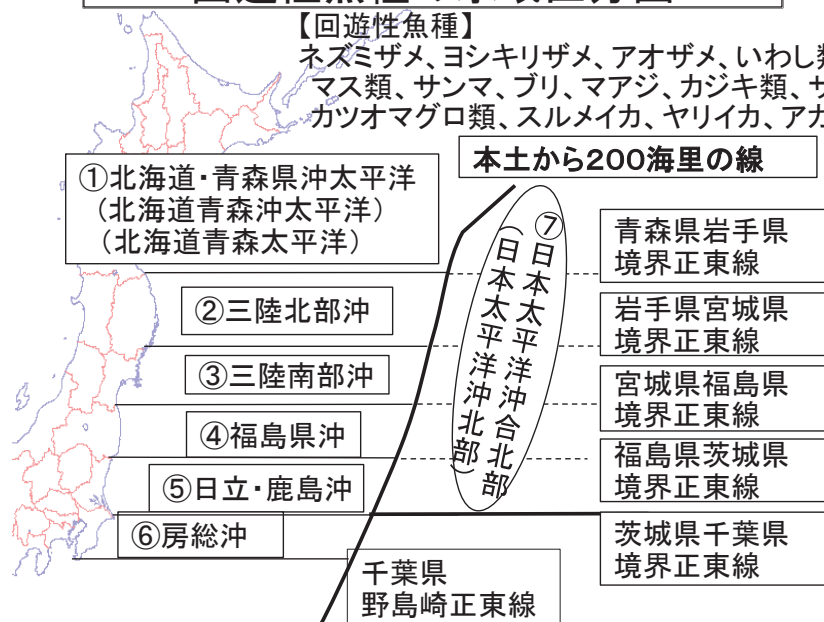 【回遊性魚種】
ネズミザメ、ヨシキリザメ、アオザメ、いわし類
マス類、サンマ、ブリ、マアジ、カジキ類、サ
カツオマグロ類、スルメイカ、ヤリイカ、アカ
本土から200海里の線
①北海道・青森県沖太平洋
(北海道青森沖太平洋)
(北海道青森太平洋)
②三陸北部沖
③三陸南部沖
④福島県沖
⑤日立・鹿島沖
⑥房総沖
⑦日本太平洋沖合北部
(日本太平洋沖北部)
青森県岩手県
境界正東線
岩手県宮城県
境界正東線
宮城県福島県
境界正東線
福島県茨城県
境界正東線
茨城県千葉県
境界正東線
千葉県
野島崎正東線